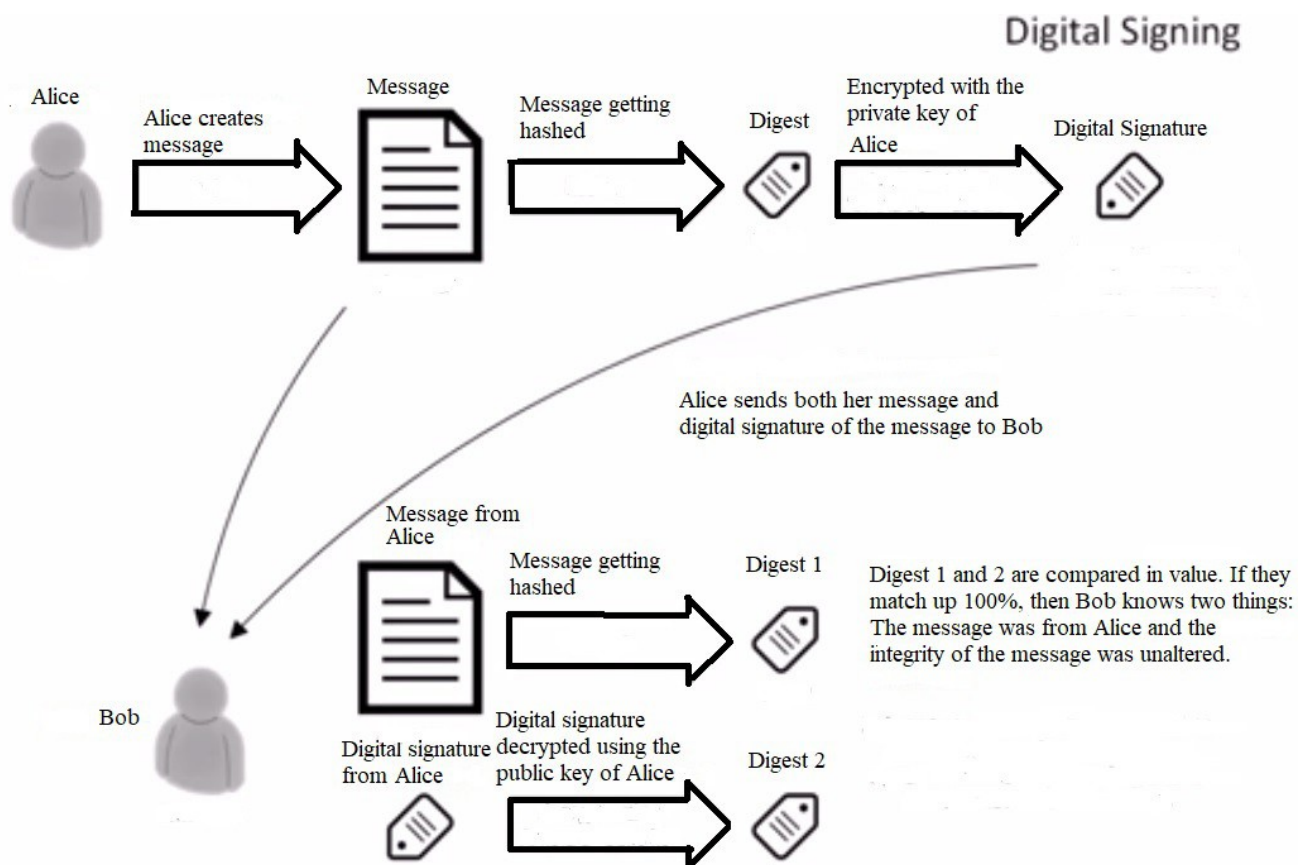 Digital Signing
Alice
Alice creates
message
Message
Message getting
hashed
Digest
Encrypted with the
private key of
Alice
Digital Signature
Alice sends both her message and
digital signature of the message to Bob
Bob
Message from
Alice
Message getting
hashed
Digest 1
Digest 1 and 2 are compared in value. If they
match up 100%, then Bob knows two things:
The message was from Alice and the
integrity of the message was unaltered.
Digital signature
from Alice
Digital signature
decrypted using the
public key of Alice
Digest 2